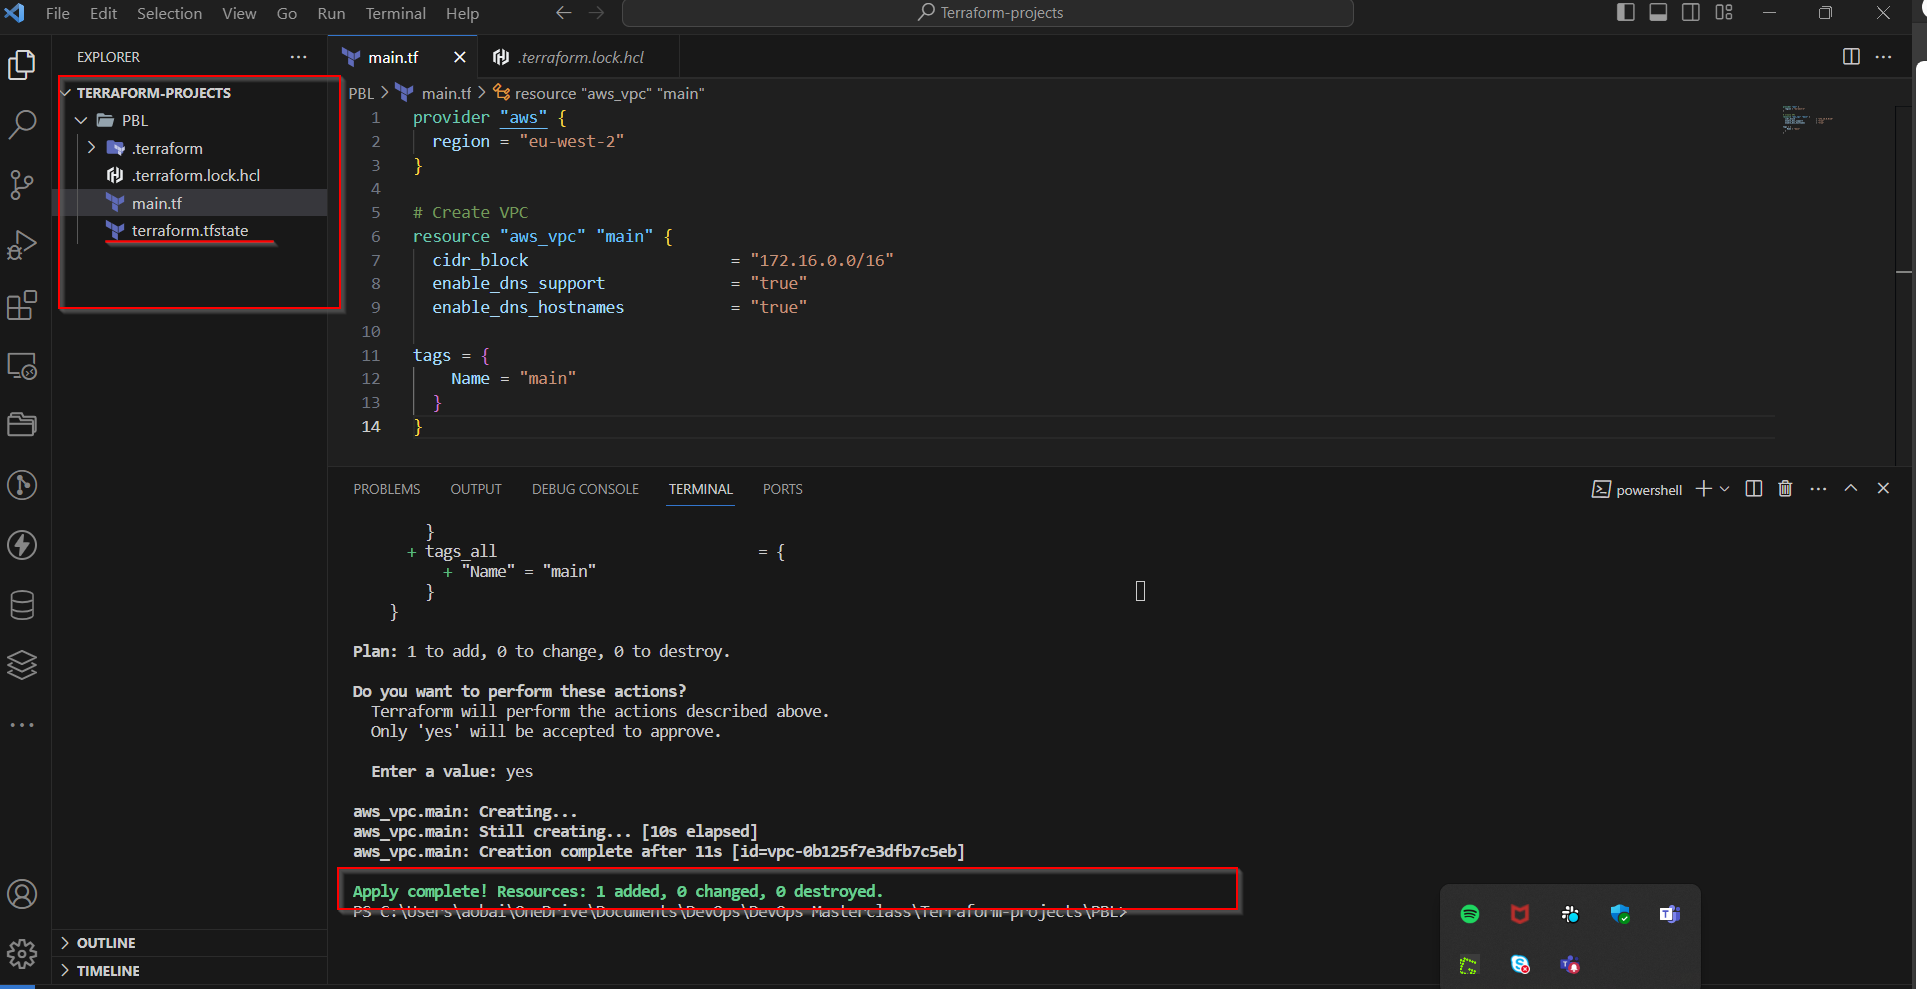 File Edit Selection View Go Run Terminal Help
Terraform-projects
EXPLORER
TERRAFORM-PROJECTS
PBL
.terraform
.terraform.lock.hcl
main.tf
terraform.tfstate
OUTLINE
TIMELINE
main.tf
.terraform.lock.hcl
PBL > main.tf > resource "aws_vpc" "main"
1 provider "aws" {
2 region = "eu-west-2"
3 }
4
5 # Create VPC
6 resource "aws_vpc" "main" {
7 cidr_block = "172.16.0.0/16"
8 enable_dns_support = "true"
9 enable_dns_hostnames = "true"
10
11 tags = {
12 Name = "main"
13 }
14 }
PROBLEMS OUTPUT DEBUG CONSOLE TERMINAL PORTS
powershell
}
+ tags_all = {
+ "Name" = "main"
}
}
Plan: 1 to add, 0 to change, 0 to destroy.
Do you want to perform these actions?
Terraform will perform the actions described above.
Only 'yes' will be accepted to approve.
Enter a value: yes
aws_vpc.main: Creating...
aws_vpc.main: Still creating... [10s elapsed]
aws_vpc.main: Creation complete after 11s [id=vpc-0b125f7e3dfb7c5eb]
Apply complete! Resources: 1 added, 0 changed, 0 destroyed.
PS C:\Users\aobai\OneDrive\Documents\DevOps\DevOps Masterclass\Terraform-projects\PBL>